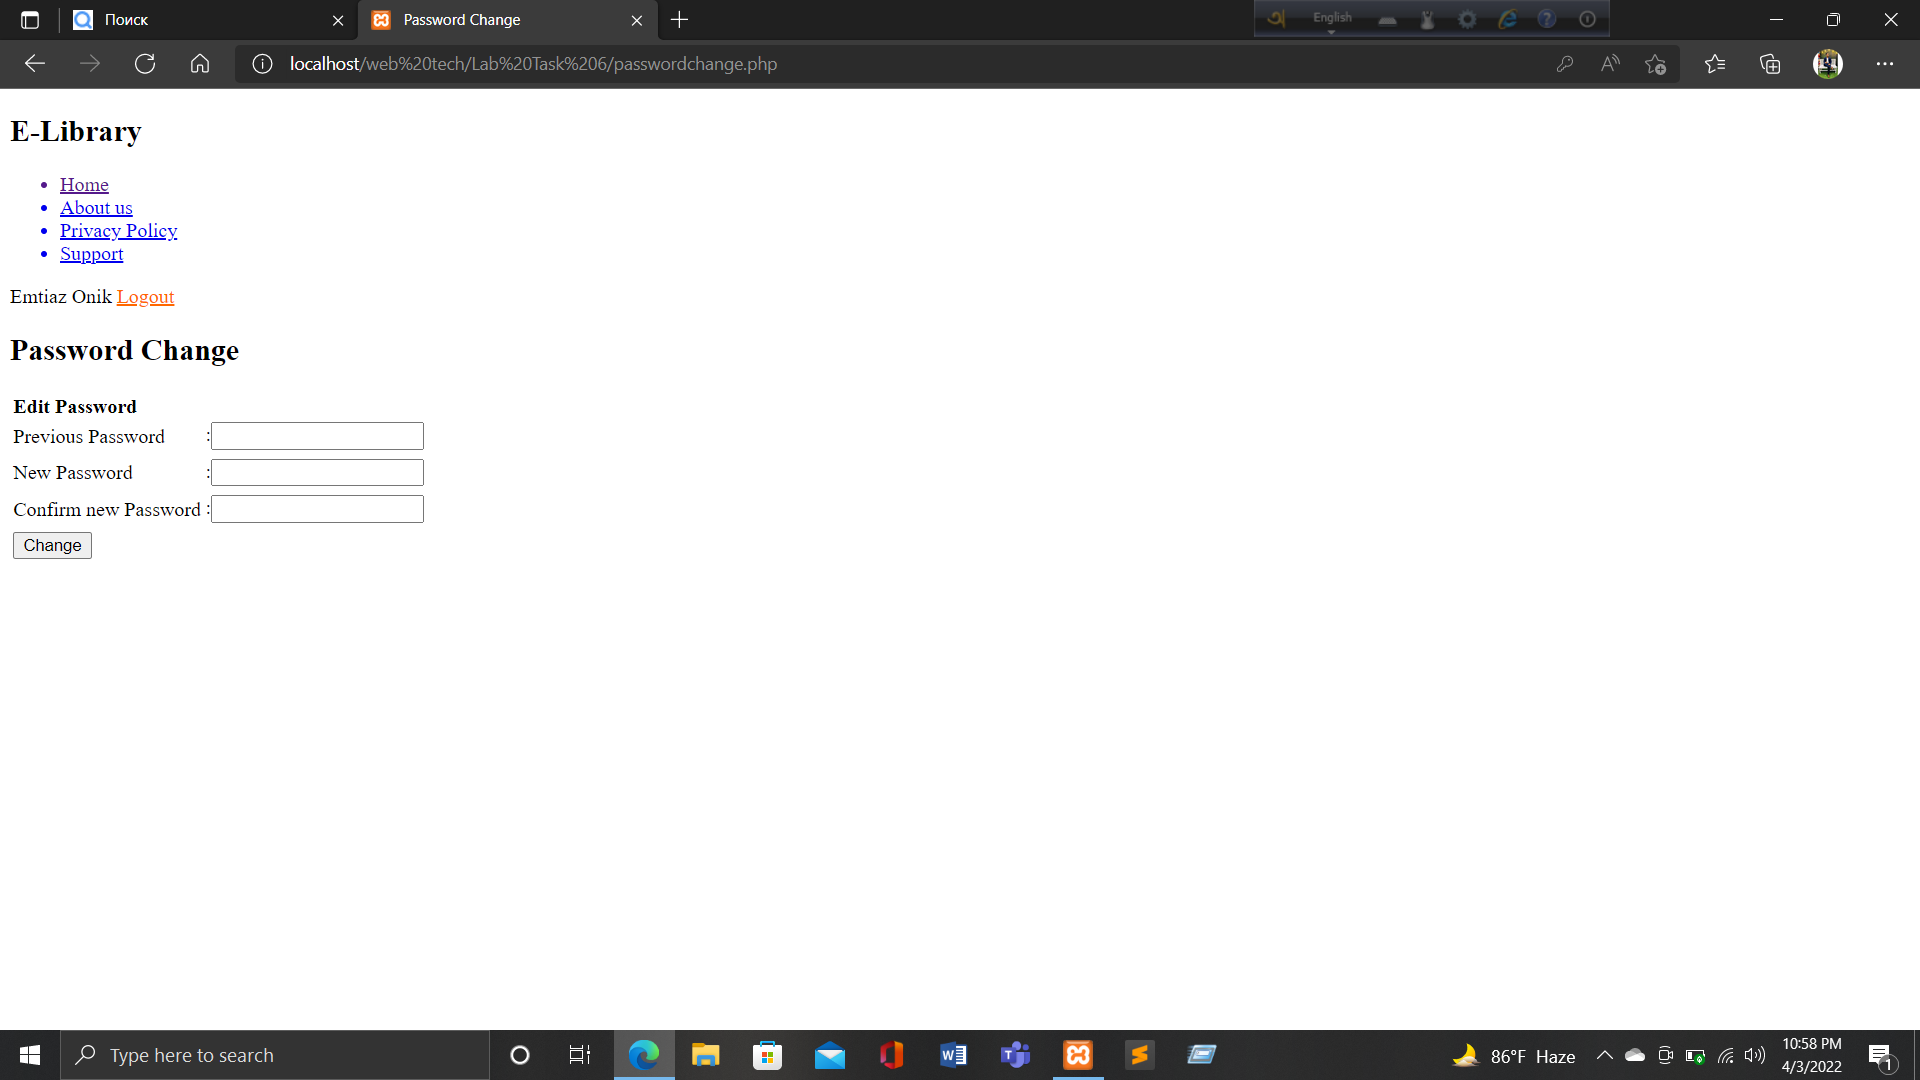 Поиск
Password Change
English
localhost/web%20tech/Lab%20Task%206/passwordchange.php
E-Library
Home
About us
Privacy Policy
Support
Emtiaz Onik Logout
Password Change
Edit Password
Previous Password :
New Password :
Confirm new Password :
Change
Type here to search
86°F Haze
10:58 PM
4/3/2022
1